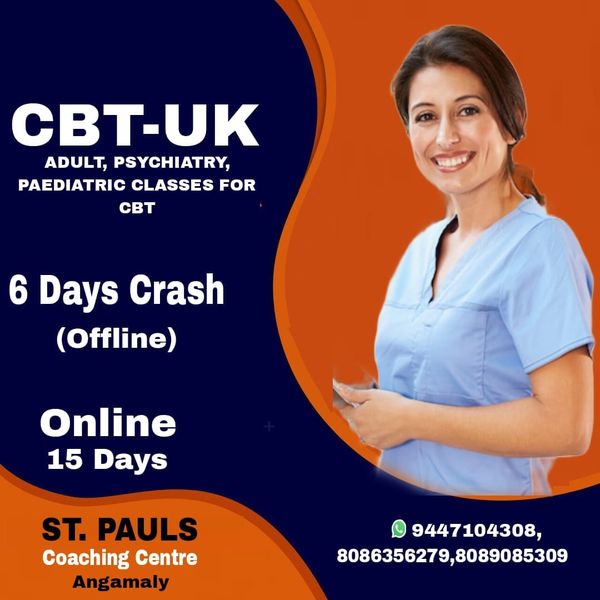 CBT-UK
ADULT, PSYCHIATRY,
PAEDIATRIC CLASSES FOR
CBT
6 Days Crash
(Offline)
Online
15 Days
ST. PAULS
Coaching Centre
Angamaly
9447104308,
8086356279,8089085309